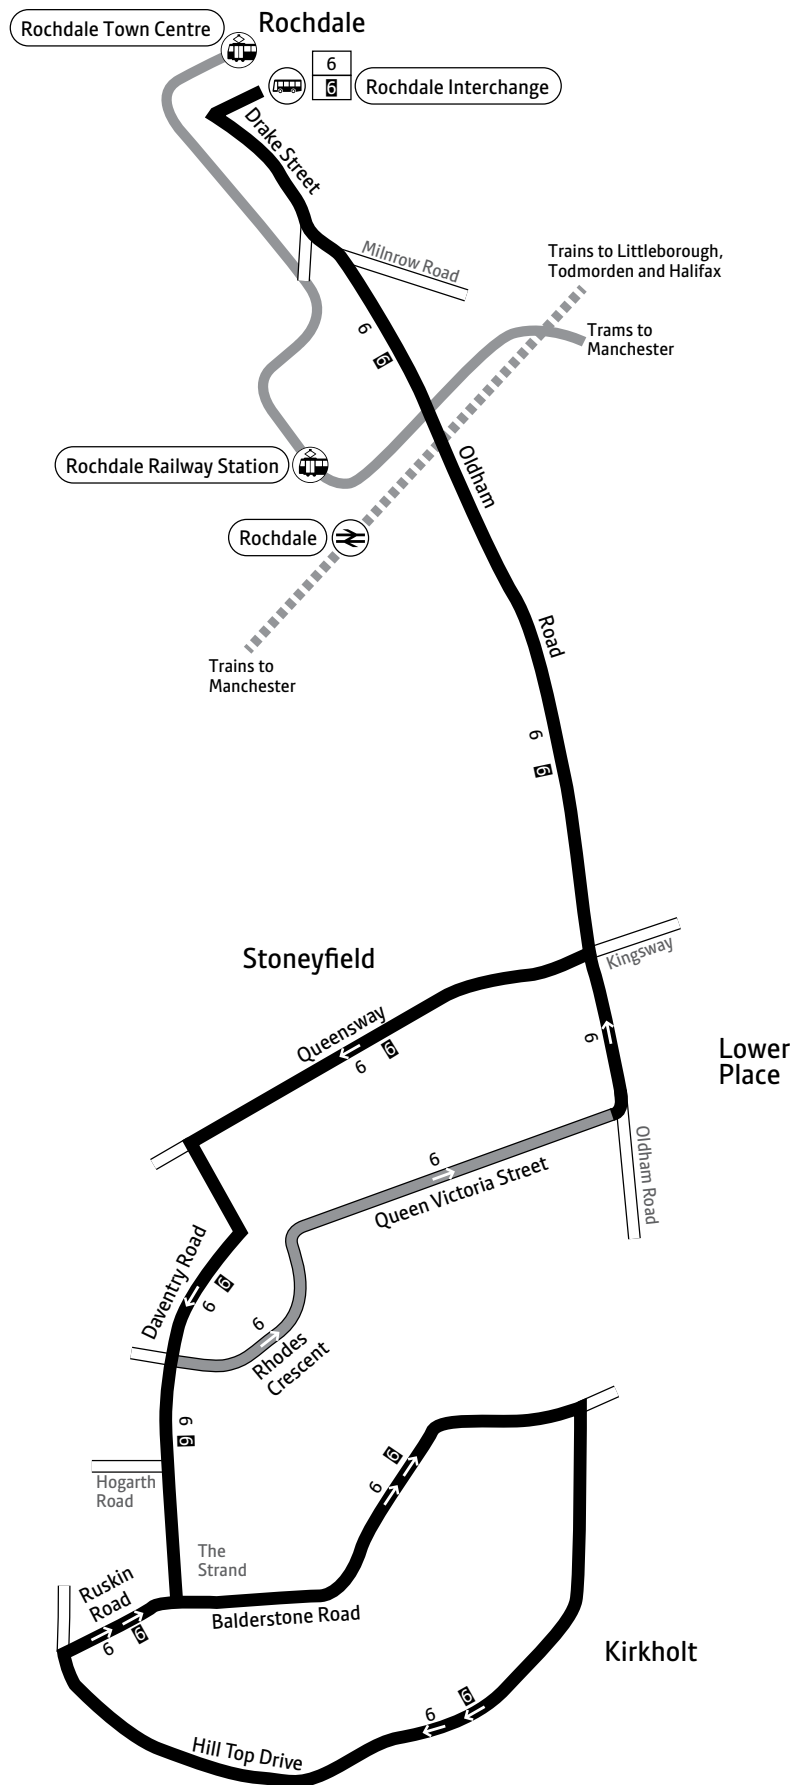 Rochdale
Rochdale Town Centre
6
6
Rochdale Interchange
Drake Street
Milnrow Road
Trains to Littleborough,
Todmorden and Halifax
6
6
Trams to
Manchester
Rochdale Railway Station
Oldham
Rochdale
Road
Trains to
Manchester
6
6
Stoneyfield
Kingsway
Queensway
6
6
6
Lower
Place
6
Queen Victoria Street
Oldham Road
Daventry Road
6
6
6
Rhodes
Crescent
6
6
Hogarth
Road
6
6
The
Strand
Ruskin
Road
6
6
Balderstone Road
Kirkholt
6
6
Hill Top Drive